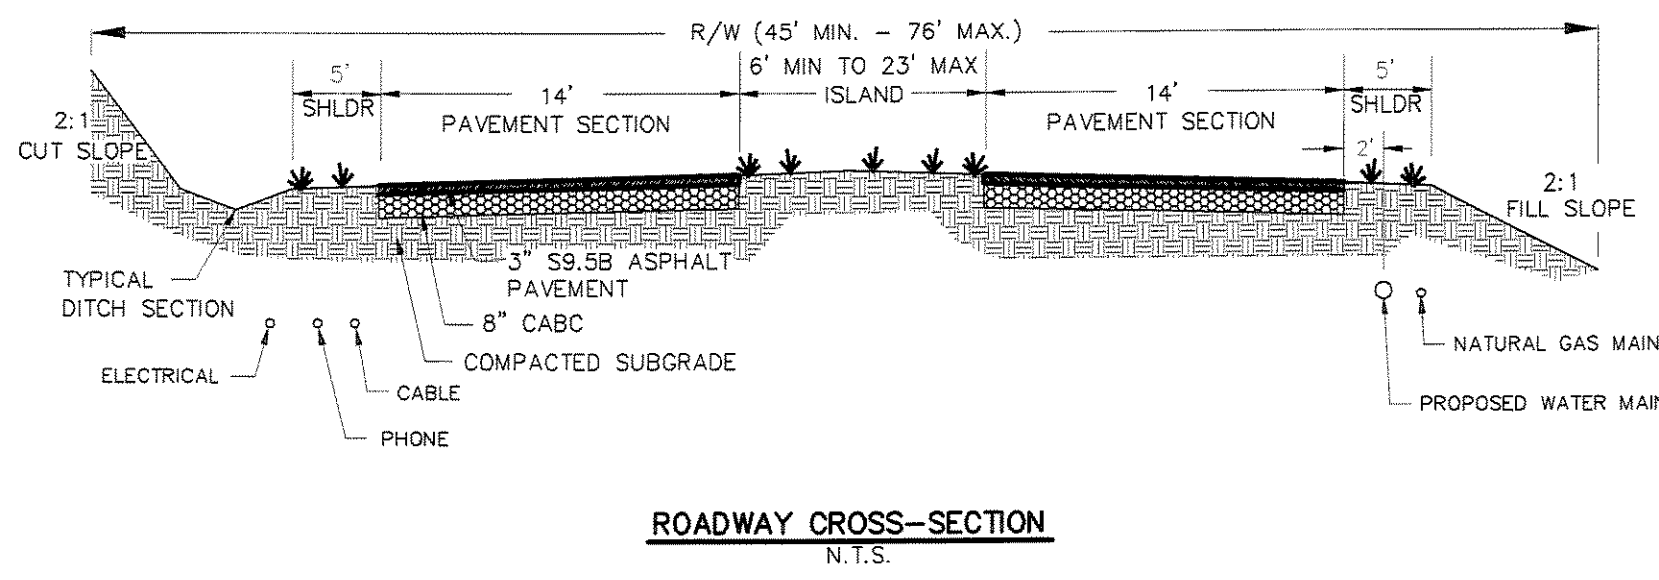 R/W (45' MIN. - 76' MAX.)
5'
SHLDR
14'
PAVEMENT SECTION
6' MIN TO 23' MAX
ISLAND
14'
PAVEMENT SECTION
5'
SHLDR
2'
2:1
CUT SLOPE
2:1
FILL SLOPE
TYPICAL
DITCH SECTION
3" S9.5B ASPHALT
PAVEMENT
8" CABC
COMPACTED SUBGRADE
ELECTRICAL
CABLE
PHONE
NATURAL GAS MAIN
PROPOSED WATER MAIN
ROADWAY CROSS-SECTION
N.T.S.